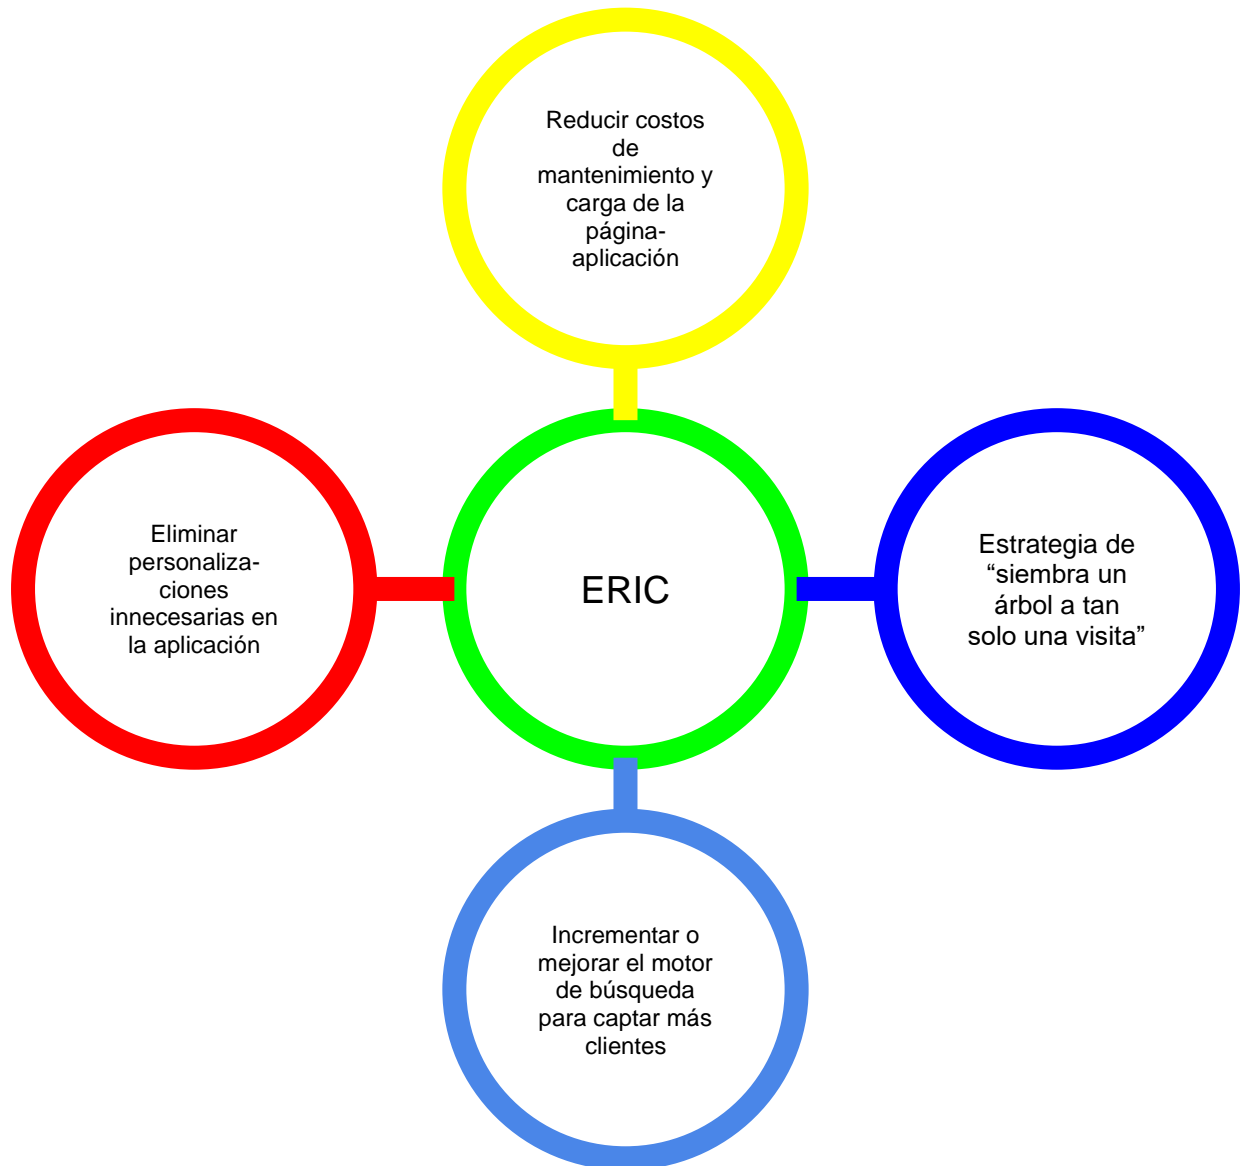 Reducir costos
de
mantenimiento y
carga de la
página-
aplicación
Eliminar
personaliza-
ciones
innecesarias en
la aplicación
ERIC
Estrategia de
“siembra un
árbol a tan
solo una visita”
Incrementar o
mejorar el motor
de búsqueda
para captar más
clientes